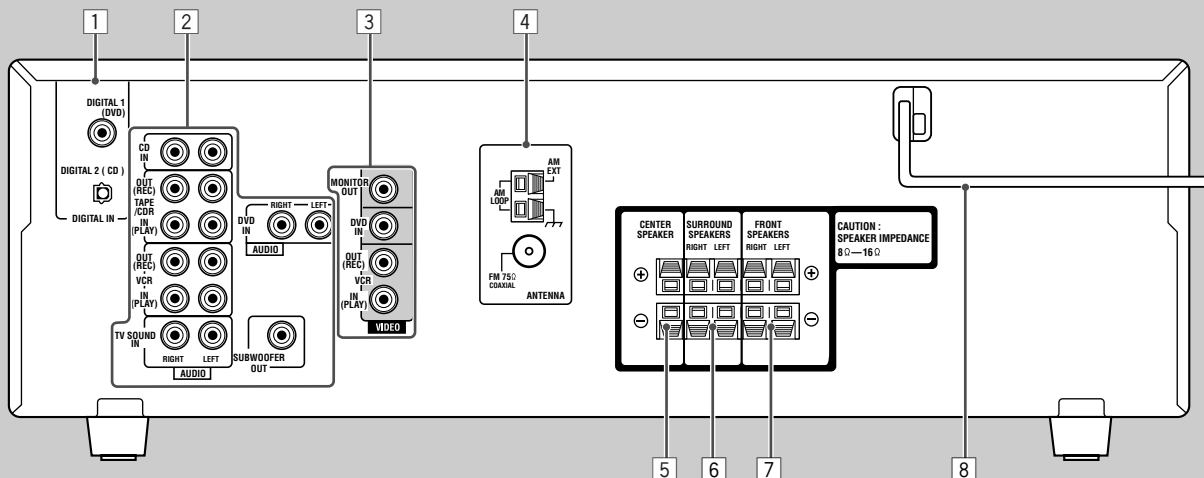 1
2
3
4
DIGITAL 1
(DVD)
DIGITAL 2 ( CD )
DIGITAL IN
CD
IN
OUT
(REC)
TAPE
/CDR
IN
(PLAY)
OUT
(REC)
VCR
IN
(PLAY)
TV SOUND
IN
RIGHT
LEFT
AUDIO
RIGHT
LEFT
DVD
IN
AUDIO
SUBWOOFER
OUT
MONITOR
OUT
DVD
IN
OUT
(REC)
VCR
IN
(PLAY)
VIDEO
AM
EXT
AM
LOOP
FM 75Ω
COAXIAL
ANTENNA
CENTER
SPEAKER
SURROUND
SPEAKERS
RIGHT LEFT
FRONT
SPEAKERS
RIGHT LEFT
CAUTION :
SPEAKER IMPEDANCE
8Ω—16Ω
+
+
−
−
5
6
7
8